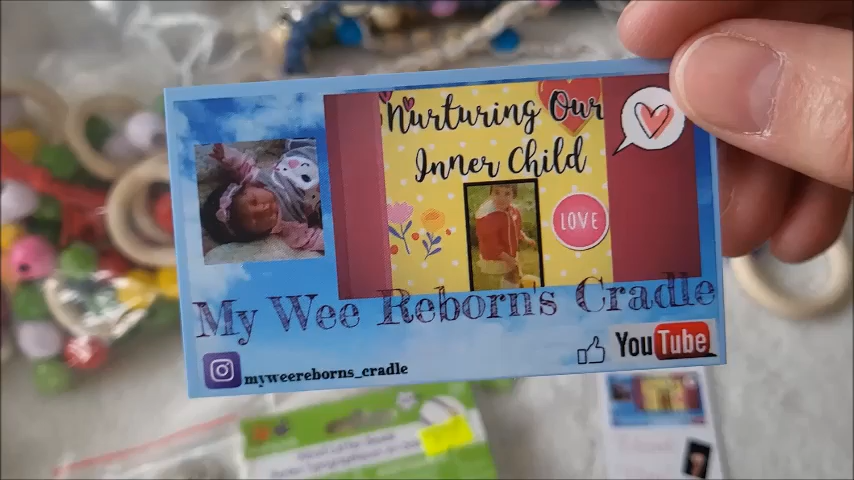 Nurturing Our
Inner Child
LOVE
My Wee Reborn's Cradle
YouTube
myweereborns_cradle